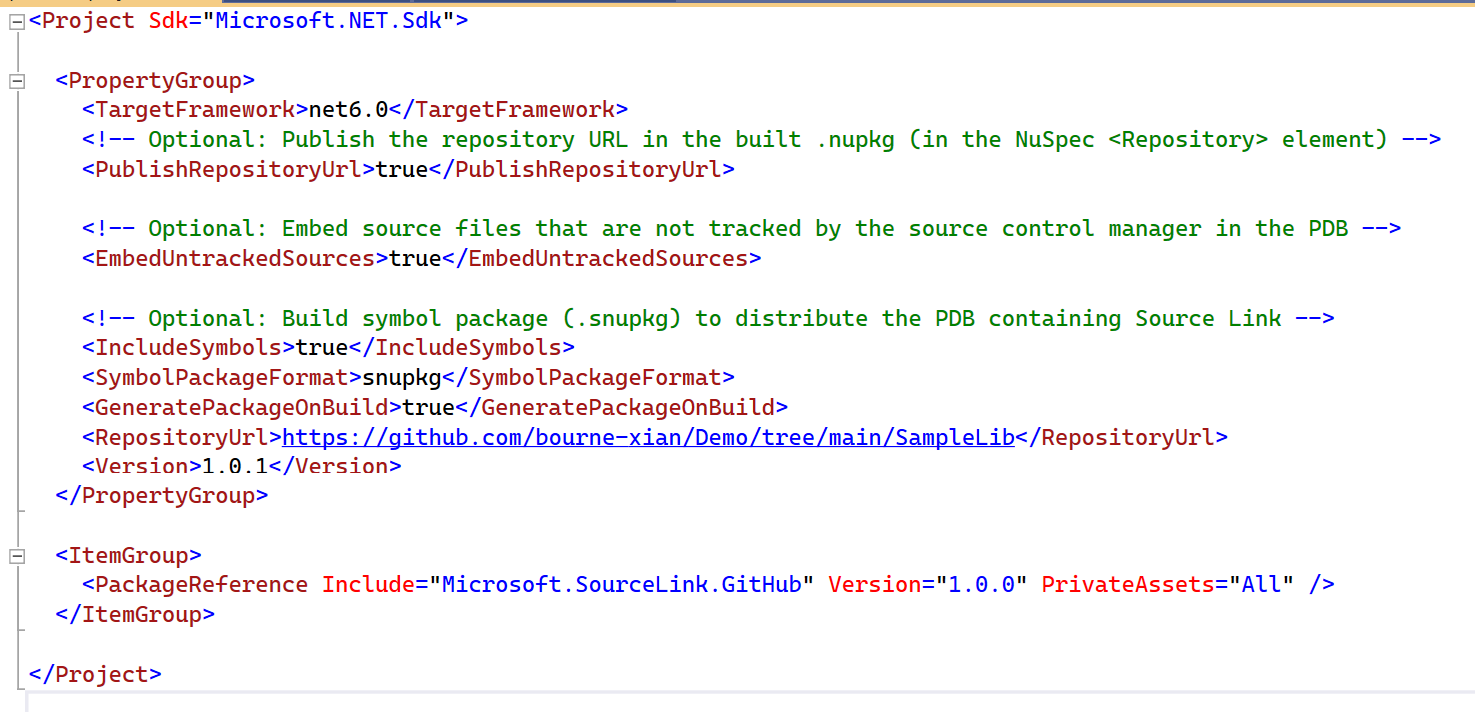 <Project Sdk="Microsoft.NET.Sdk">
<PropertyGroup>
<TargetFramework>net6.0</TargetFramework>
<!-- Optional: Publish the repository URL in the built .nupkg (in the NuSpec <Repository> element) -->
<PublishRepositoryUrl>true</PublishRepositoryUrl>
<!-- Optional: Embed source files that are not tracked by the source control manager in the PDB -->
<EmbedUntrackedSources>true</EmbedUntrackedSources>
<!-- Optional: Build symbol package (.snupkg) to distribute the PDB containing Source Link -->
<IncludeSymbols>true</IncludeSymbols>
<SymbolPackageFormat>snupkg</SymbolPackageFormat>
<GeneratePackageOnBuild>true</GeneratePackageOnBuild>
<RepositoryUrl>https://github.com/bourne-xian/Demo/tree/main/SampleLib</RepositoryUrl>
<Version>1.0.1</Version>
</PropertyGroup>
<ItemGroup>
<PackageReference Include="Microsoft.SourceLink.GitHub" Version="1.0.0" PrivateAssets="All" />
</ItemGroup>
</Project>